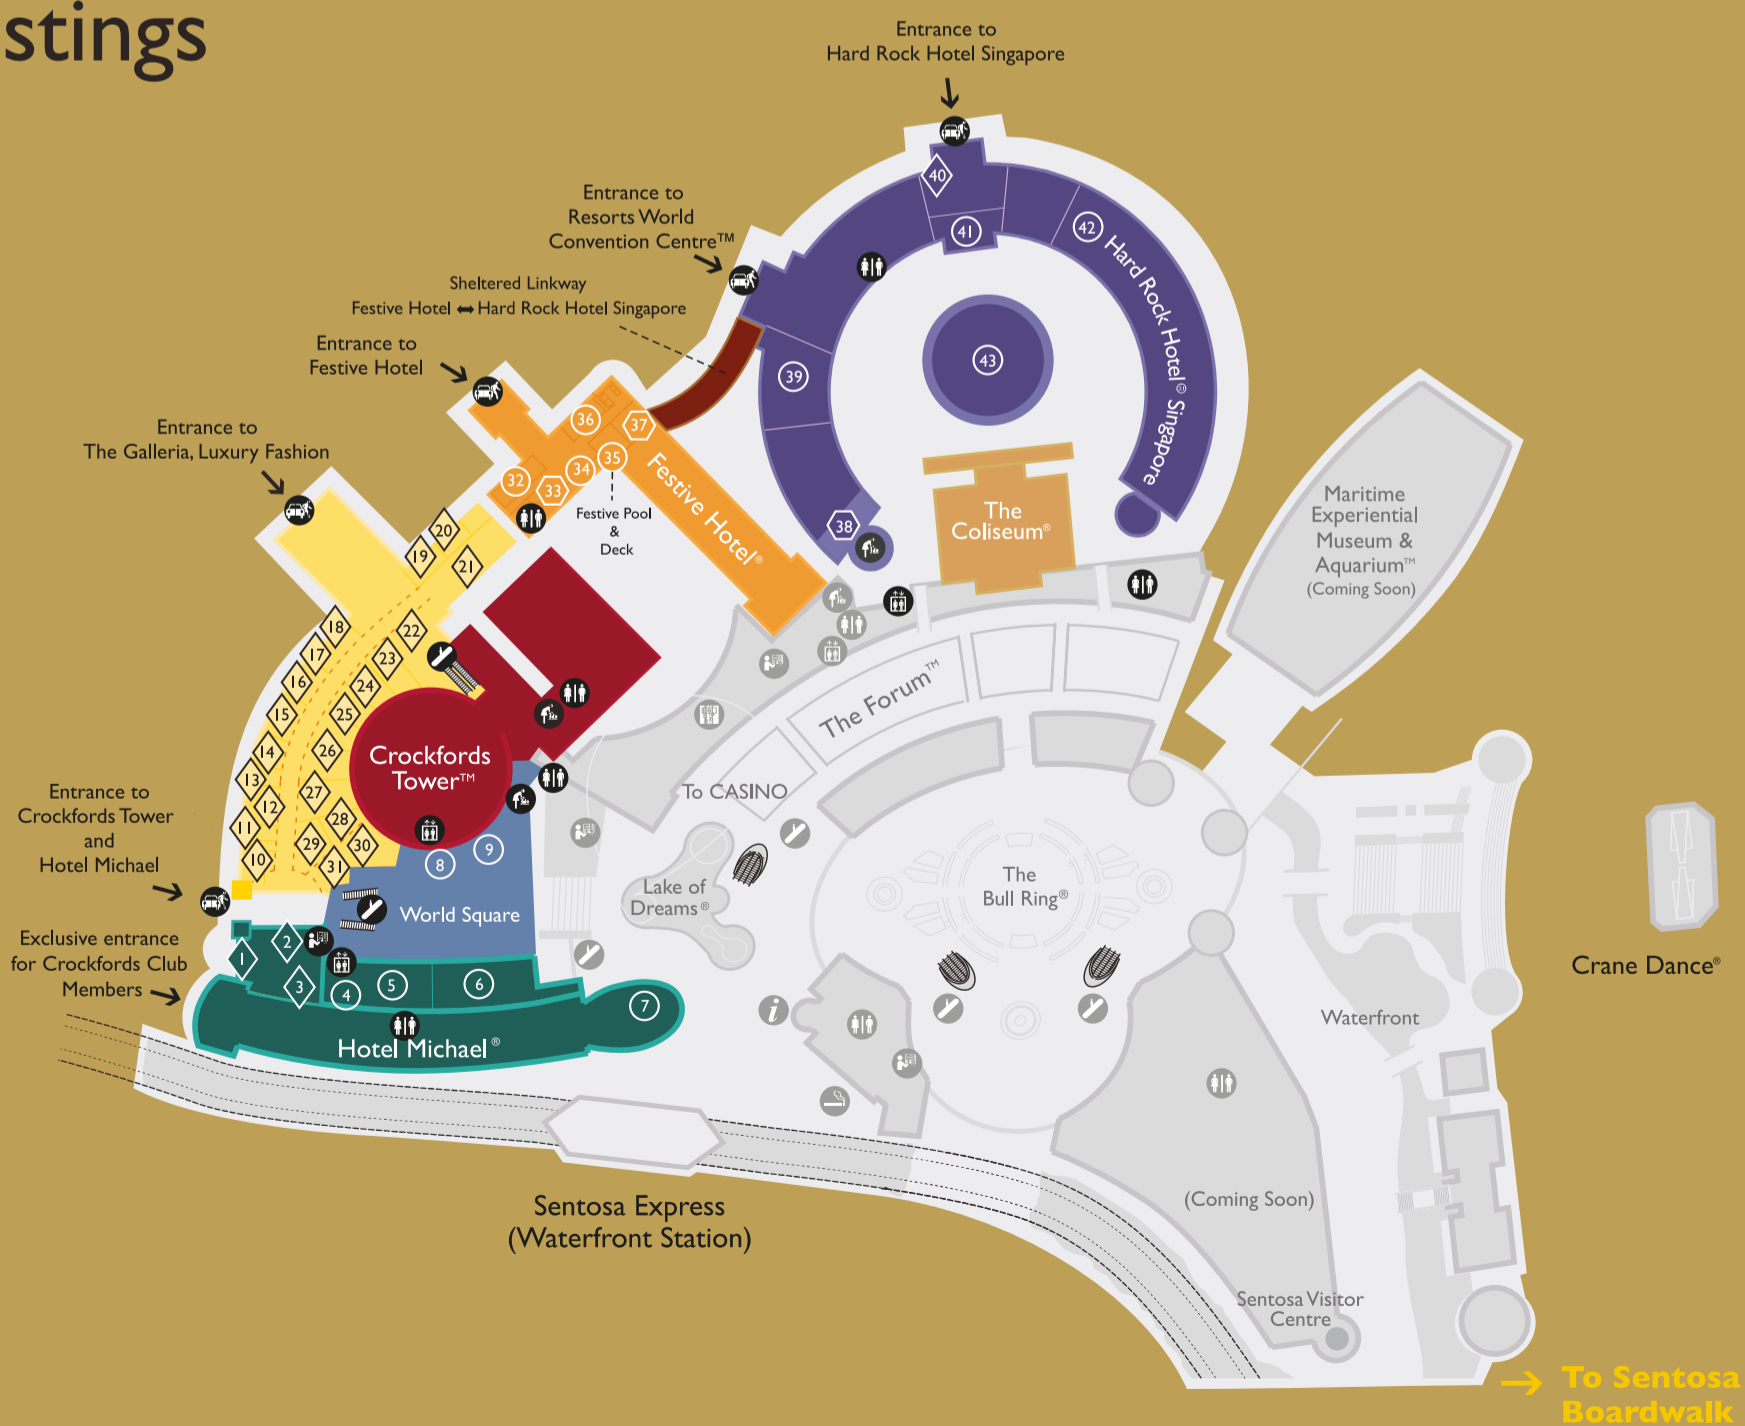 stings
Entrance to
Hard Rock Hotel Singapore
Entrance to
Resorts World
Convention Centre™
Sheltered Linkway
Festive Hotel ⬌ Hard Rock Hotel Singapore
Entrance to
Festive Hotel
Entrance to
The Galleria, Luxury Fashion
40
41
42
Hard Rock Hotel® Singapore
43
39
38
36
37
35
34
33
32
Festive Hotel®
Festive Pool
&
Deck
The
Coliseum®
Maritime
Experiential
Museum &
Aquarium™
(Coming Soon)
20
19
21
18
22
17
23
16
24
15
25
14
26
13
27
12
28
11
29
30
10
31
Crockfords
Tower™
The Forum™
To CASINO
Entrance to
Crockfords Tower
and
Hotel Michael
8
9
World Square
Lake of
Dreams®
The
Bull Ring®
Exclusive entrance
for Crockfords Club
Members
1
2
3
4
5
6
7
Hotel Michael®
i
Crane Dance®
Waterfront
Sentosa Express
(Waterfront Station)
(Coming Soon)
Sentosa Visitor
Centre
→ To Sentosa
Boardwalk